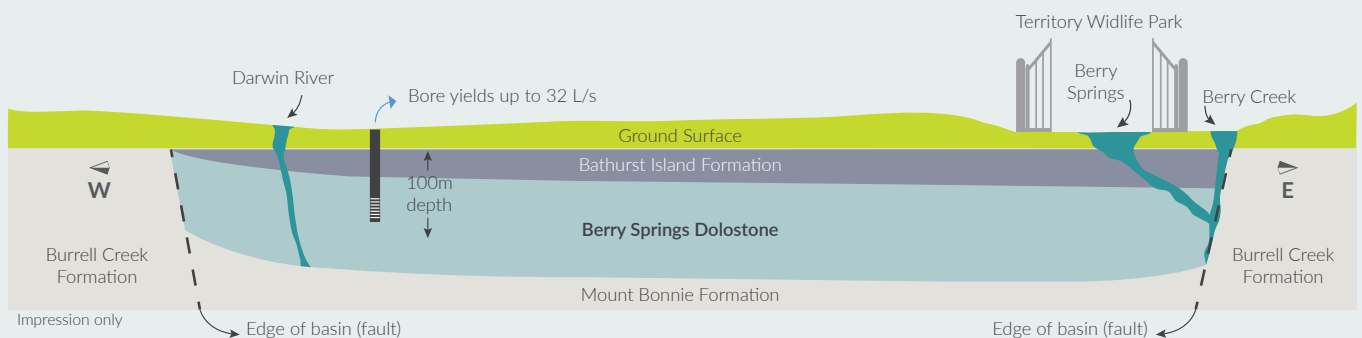 Territory Widlife Park
Darwin River
Berry
Springs
Bore yields up to 32 L/s
Berry Creek
Ground Surface
Bathurst Island Formation
W
100m
depth
E
Berry Springs Dolostone
Burrell Creek
Formation
Burrell Creek
Formation
Mount Bonnie Formation
Impression only
Edge of basin (fault)
Edge of basin (fault)